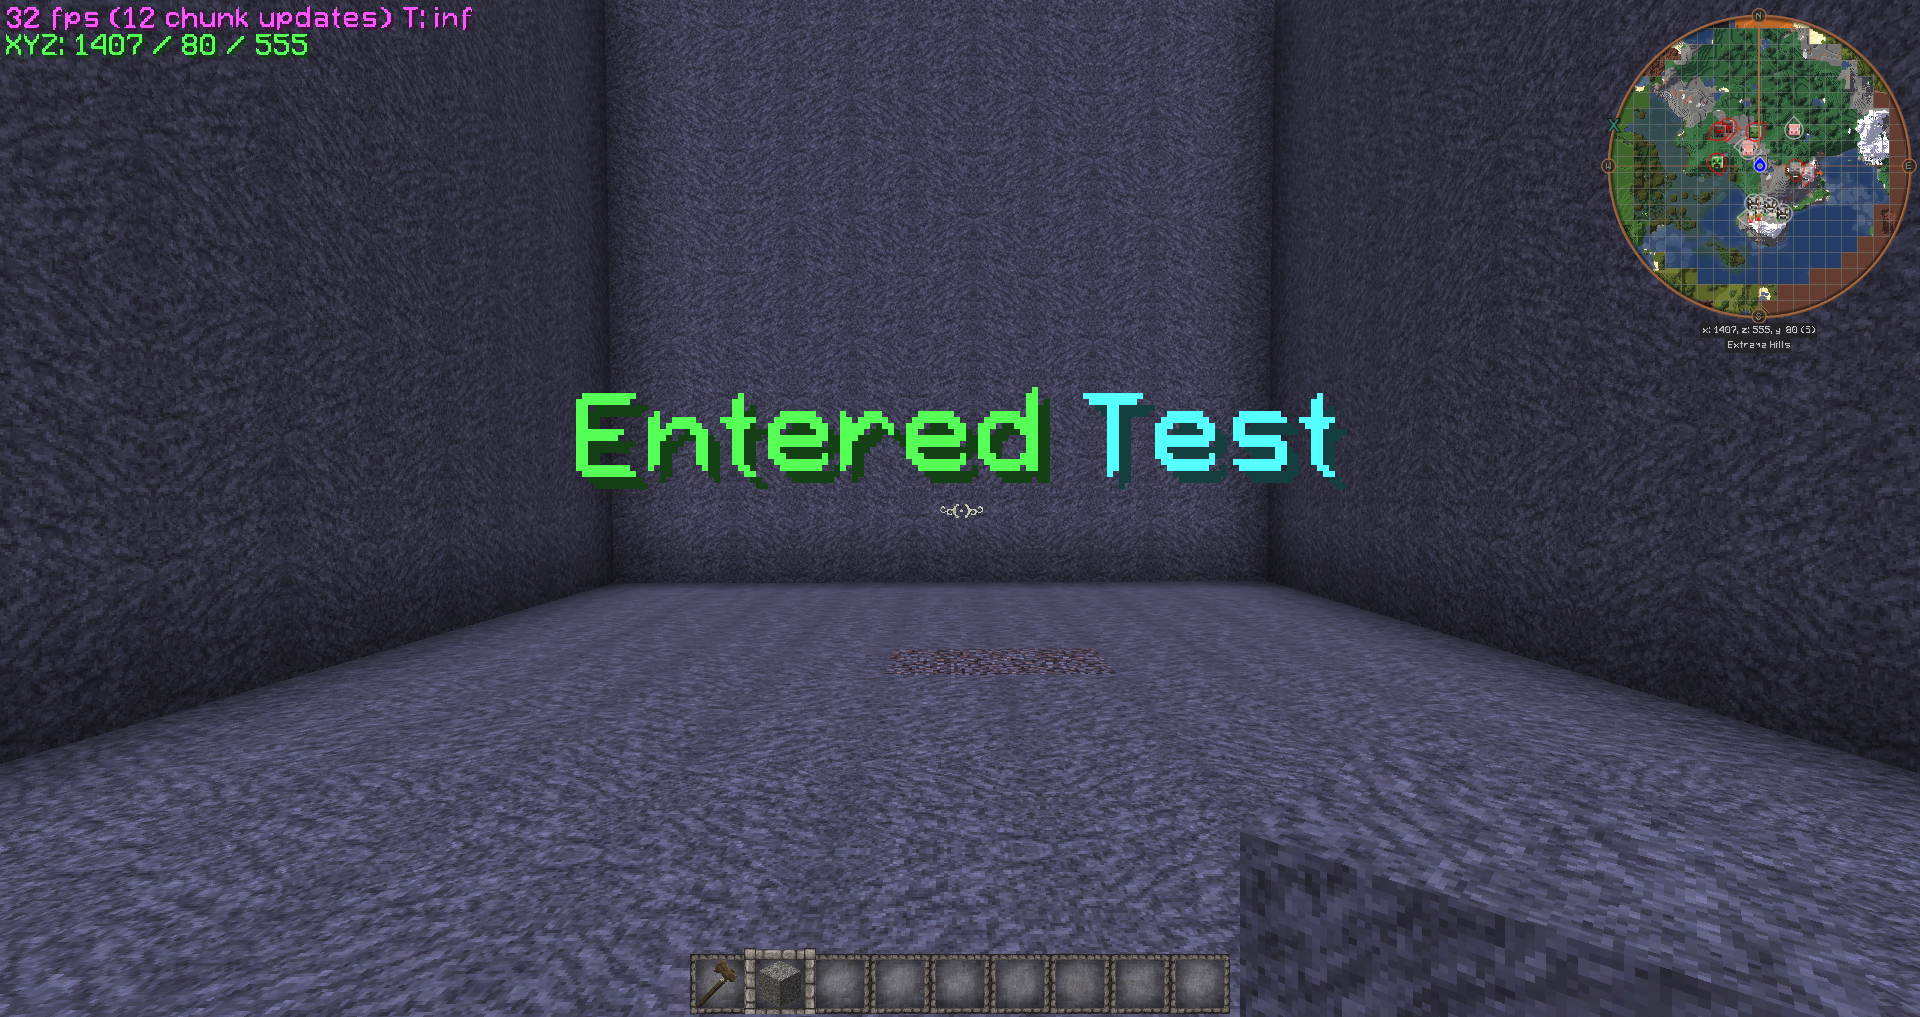 32 fps (12 chunk updates) T: inf
XYZ: 1407 / 80 / 555
N
W
E
S
x: 1407, z: 555, y: 80 (5)
Extreme Hills
Entered Test